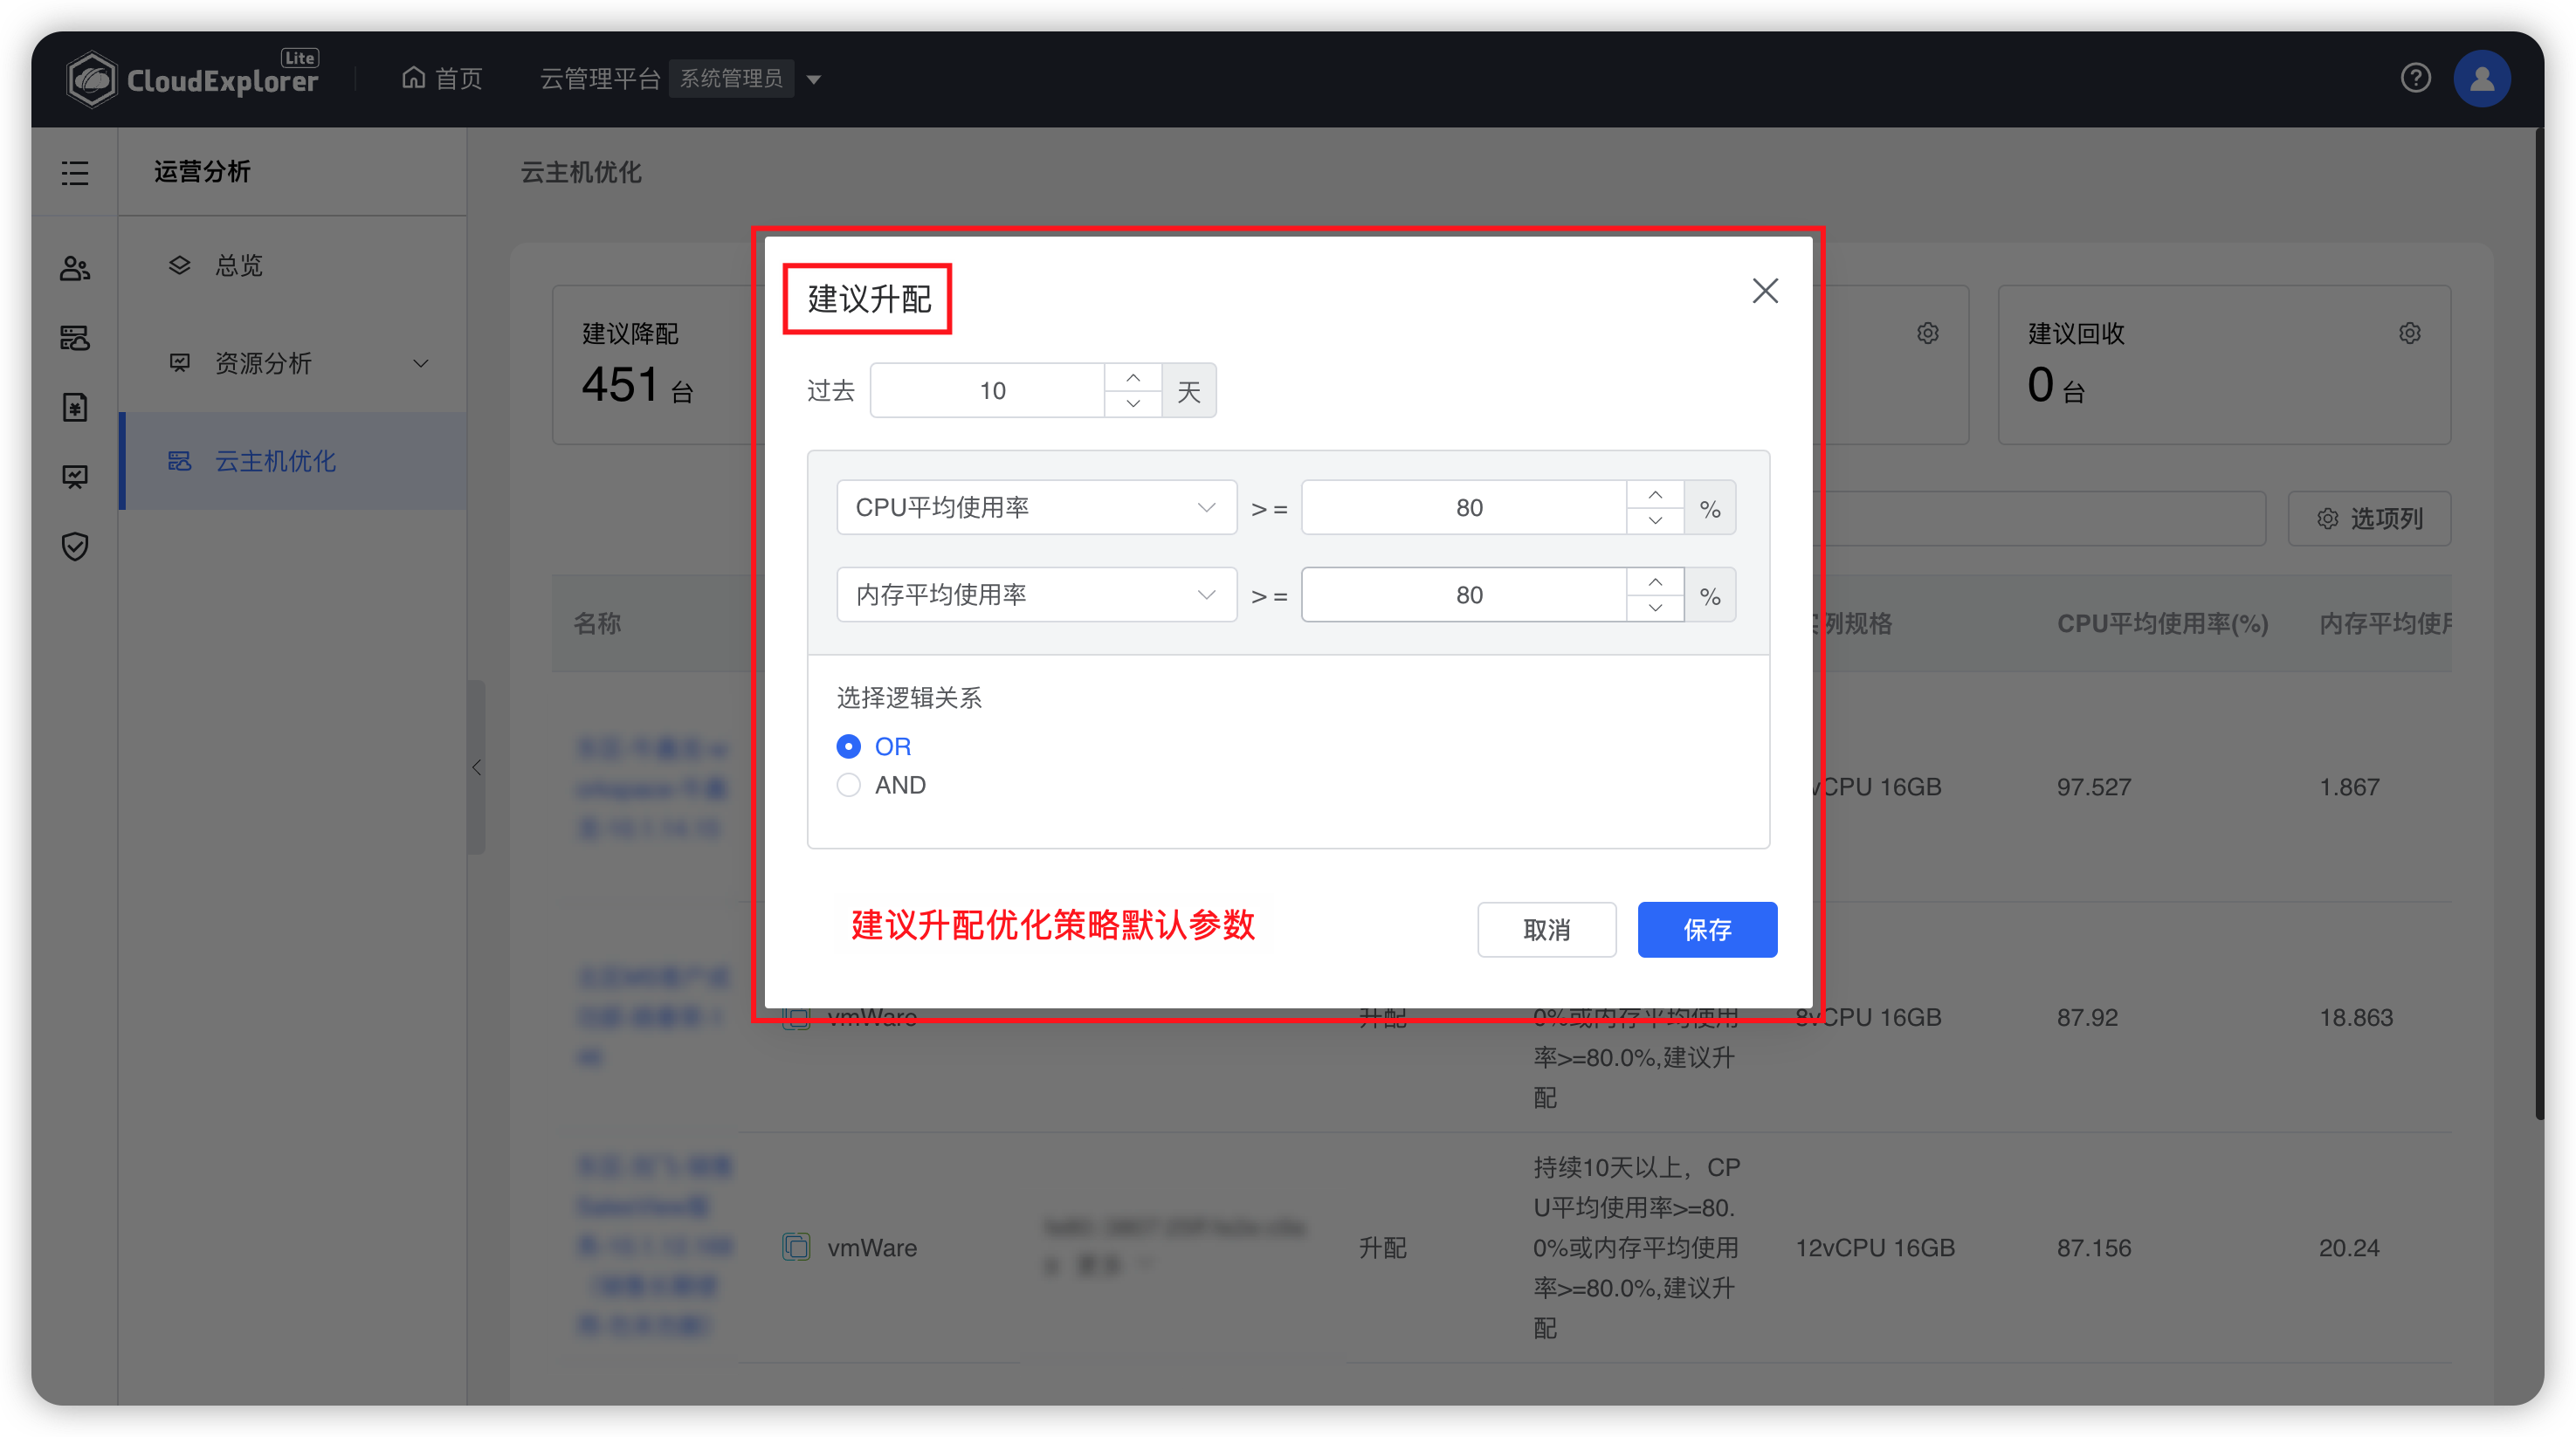 CloudExplorer Lite
首页
云管理平台 系统管理员
运营分析
总览
资源分析
云主机优化
云主机优化
建议降配
451 台
建议回收
0 台
选项列
建议升配
过去 10 天
CPU平均使用率 >= 80 %
内存平均使用率 >= 80 %
选择逻辑关系
OR
AND
建议升配优化策略默认参数
取消 保存
名称 例规格 CPU平均使用率(%) 内存平均使用
vCPU 16GB 97.527 1.867
vmWare 升配 0%或内存平均使用 8vCPU 16GB 87.92 18.863
率>=80.0%,建议升
配
持续10天以上，CP
U平均使用率>=80.
vmWare 升配 0%或内存平均使用 12vCPU 16GB 87.156 20.24
率>=80.0%,建议升
配